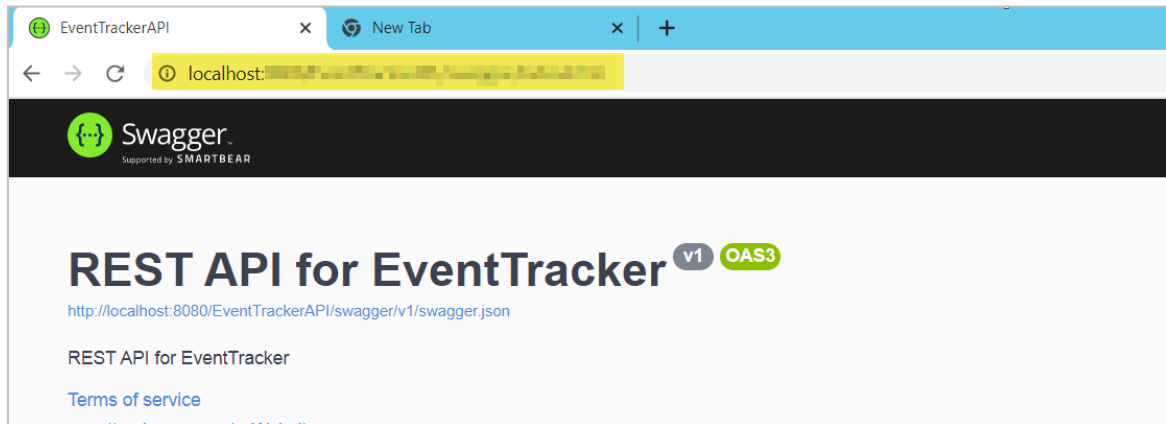 EventTrackerAPI
New Tab
localhost:
Swagger.
Supported by SMARTBEAR
REST API for EventTracker v1 OAS3
http://localhost:8080/EventTrackerAPI/swagger/v1/swagger.json
REST API for EventTracker
Terms of service